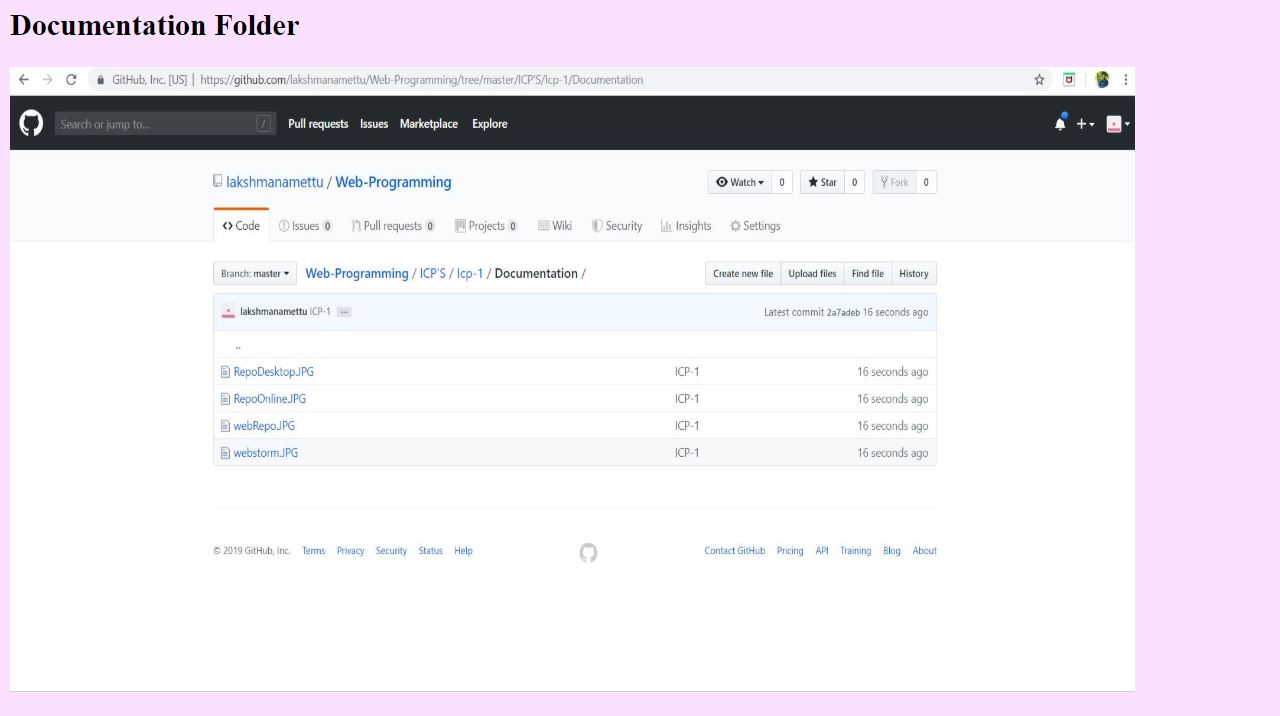 Documentation Folder
GitHub, Inc. [US] | https://github.com/lakshmanamettu/Web-Programming/tree/master/ICP'S/Icp-1/Documentation
Search or jump to... / Pull requests Issues Marketplace Explore
lakshmanamettu / Web-Programming Watch 0 Star 0 Fork 0
Code Issues 0 Pull requests 0 Projects 0 Wiki Security Insights Settings
Branch: master Web-Programming / ICP'S / Icp-1 / Documentation / Create new file Upload files Find file History
lakshmanamettu ICP-1 ... Latest commit 2a7adeb 16 seconds ago
..
RepoDesktop.JPG ICP-1 16 seconds ago
RepoOnline.JPG ICP-1 16 seconds ago
webRepo.JPG ICP-1 16 seconds ago
webstorm.JPG ICP-1 16 seconds ago
© 2019 GitHub, Inc. Terms Privacy Security Status Help Contact GitHub Pricing API Training Blog About